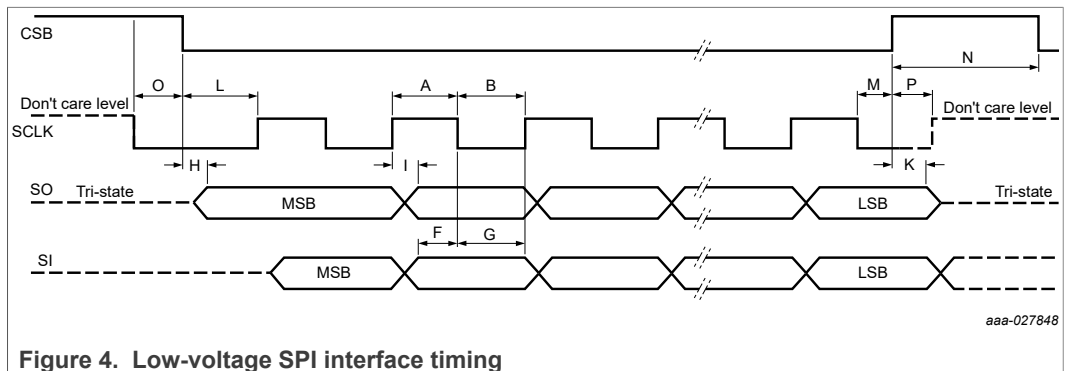 CSB
N
O L A B M P
Don't care level Don't care level
SCLK
H I K
SO Tri-state MSB LSB Tri-state
F G
SI MSB LSB
aaa-027848
Figure 4. Low-voltage SPI interface timing